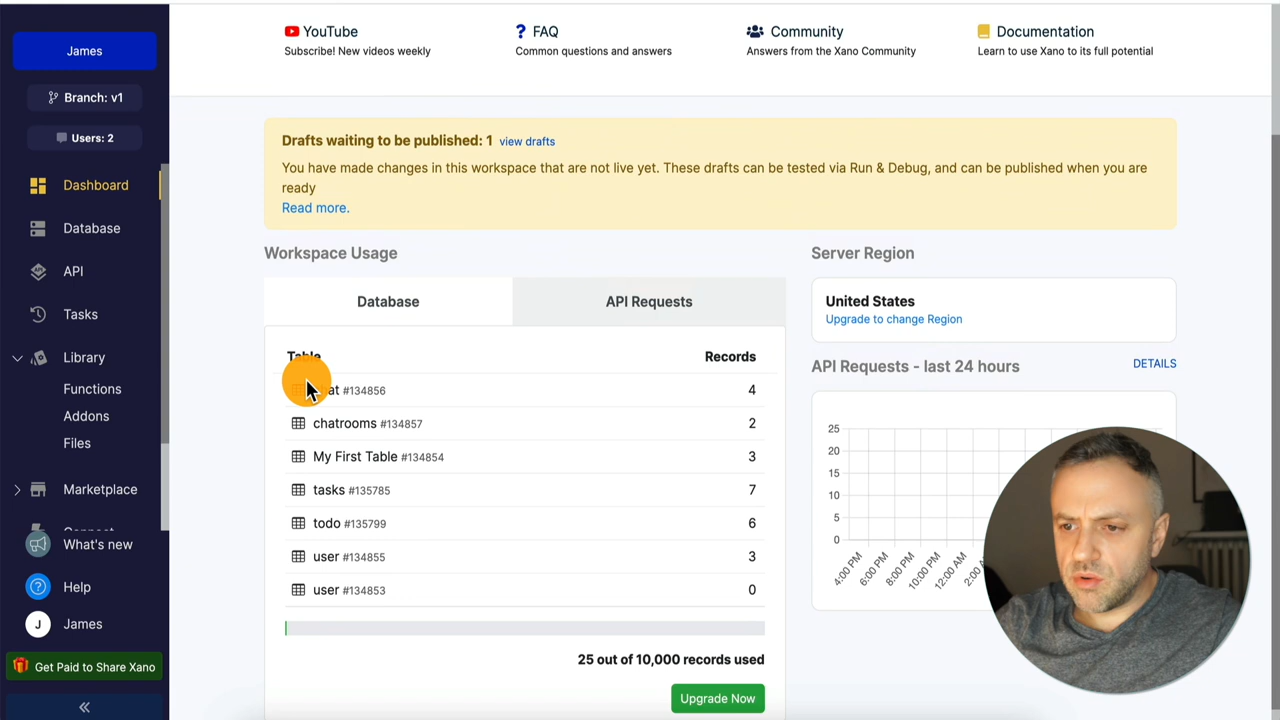 James
Branch: v1
Users: 2
Dashboard
Database
API
Tasks
Library
Functions
Addons
Files
Marketplace
What's new
Help
J James
Get Paid to Share Xano
YouTube
Subscribe! New videos weekly
? FAQ
Common questions and answers
Community
Answers from the Xano Community
Documentation
Learn to use Xano to its full potential
Drafts waiting to be published: 1 view drafts
You have made changes in this workspace that are not live yet. These drafts can be tested via Run & Debug, and can be published when you are
ready
Read more.
Workspace Usage
Database API Requests
Table Records
#134856 4
chatrooms #134857 2
My First Table #134854 3
tasks #135785 7
todo #135799 6
user #134855 3
user #134853 0
25 out of 10,000 records used
Upgrade Now
Server Region
United States
Upgrade to change Region
API Requests - last 24 hours DETAILS
25
20
15
10
5
0
4:00 PM
6:00 PM
8:00 PM
10:00 PM
12:00 AM